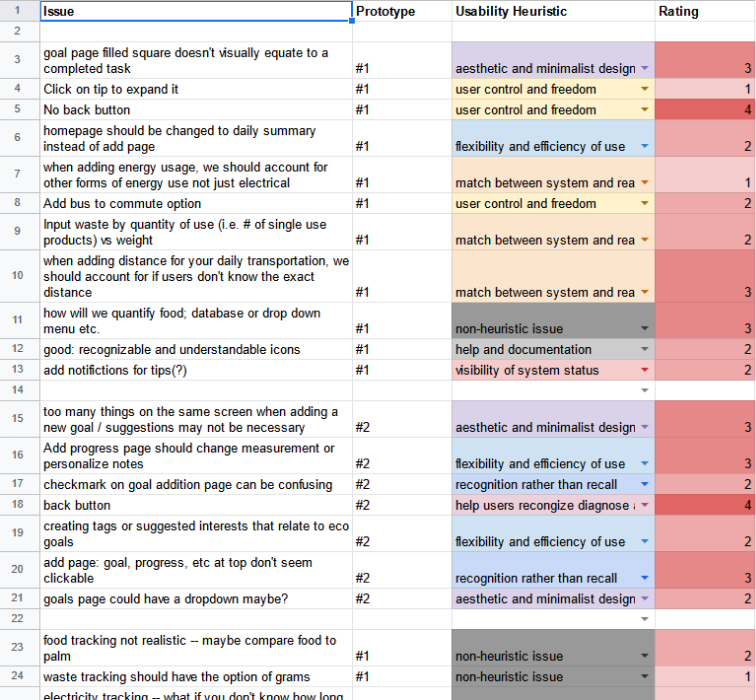 1 Issue Prototype Usability Heuristic Rating
2
3 goal page filled square doesn't visually equate to a
completed task #1 aesthetic and minimalist design 3
4 Click on tip to expand it #1 user control and freedom 1
5 No back button #1 user control and freedom 4
6 homepage should be changed to daily summary
instead of add page #1 flexibility and efficiency of use 2
7 when adding energy usage, we should account for
other forms of energy use not just electrical #1 match between system and rea 1
8 Add bus to commute option #1 user control and freedom 2
9 Input waste by quantity of use (i.e. # of single use
products) vs weight #1 match between system and rea 2
10 when adding distance for your daily transportation, we
should account for if users don't know the exact
distance #1 match between system and rea 3
11 how will we quantify food; database or drop down
menu etc. #1 non-heuristic issue 3
12 good: recognizable and understandable icons #1 help and documentation 2
13 add notifictions for tips(?) #1 visibility of system status 2
14
15 too many things on the same screen when adding a
new goal / suggestions may not be necessary #2 aesthetic and minimalist design 3
16 Add progress page should change measurement or
personalize notes #2 flexibility and efficiency of use 3
17 checkmark on goal addition page can be confusing #2 recognition rather than recall 2
18 back button #2 help users recongize diagnose 4
19 creating tags or suggested interests that relate to eco
goals #2 flexibility and efficiency of use 2
20 add page: goal, progress, etc at top don't seem
clickable #2 recognition rather than recall 3
21 goals page could have a dropdown maybe? #2 aesthetic and minimalist design 2
22
23 food tracking not realistic -- maybe compare food to
palm #1 non-heuristic issue 2
24 waste tracking should have the option of grams #1 non-heuristic issue 1
electricity tracking -- what if you don't know how long